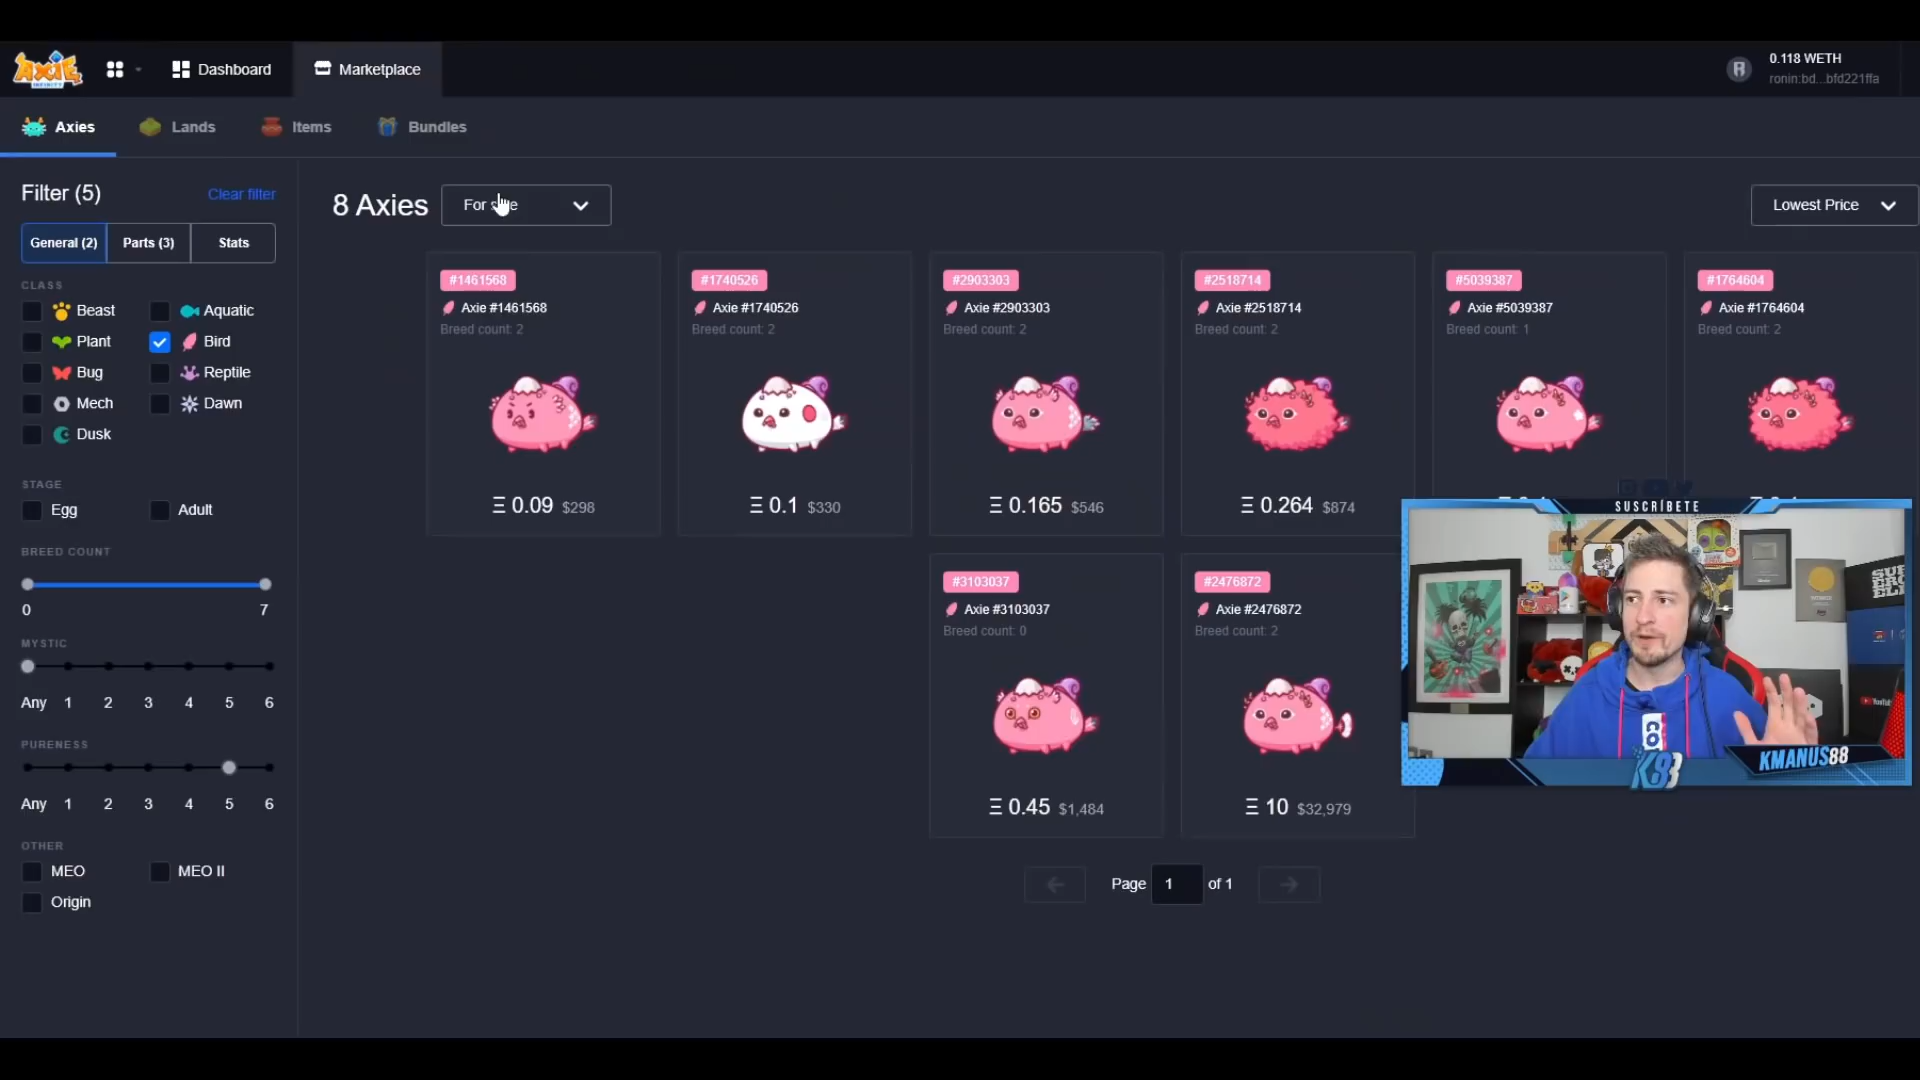 AXIE
INFINITY
Dashboard
Marketplace
0.118 WETH
ronin:bd...bfd221ffa
Axies
Lands
Items
Bundles
Filter (5)
Clear filter
General (2)
Parts (3)
Stats
CLASS
Beast
Aquatic
Plant
Bird
Bug
Reptile
Mech
Dawn
Dusk
STAGE
Egg
Adult
BREED COUNT
0
7
MYSTIC
Any 1 2 3 4 5 6
PURENESS
Any 1 2 3 4 5 6
OTHER
MEO
MEO II
Origin
8 Axies
Lowest Price
#1461568
Axie #1461568
Breed count: 2
Ξ 0.09 $298
#1740526
Axie #1740526
Breed count: 2
Ξ 0.1 $330
#2903303
Axie #2903303
Breed count: 2
Ξ 0.165 $546
#2518714
Axie #2518714
Breed count: 2
Ξ 0.264 $874
#5039387
Axie #5039387
Breed count: 1
#1764604
Axie #1764604
Breed count: 2
#3103037
Axie #3103037
Breed count: 0
Ξ 0.45 $1,484
#2476872
Axie #2476872
Breed count: 2
Ξ 10 $32,979
Page 1 of 1
SUSCRÍBETE
YouTube
K88
KMANUS88